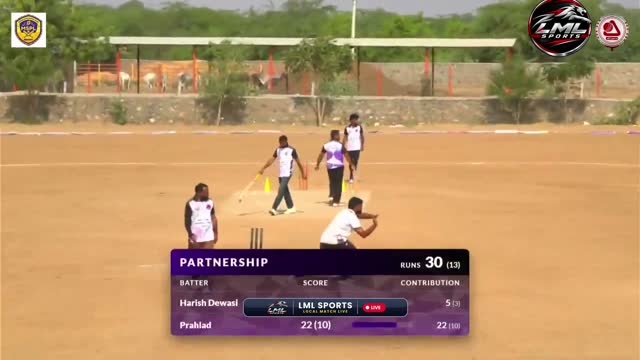 MSPL
LML
SPORTS
PARTNERSHIP RUNS 30 (13)
BATTER SCORE CONTRIBUTION
Harish Dewasi 5 (3)
LML SPORTS LIVE
LOCAL MATCH LIVE
Prahlad 22 (10) 22 (10)